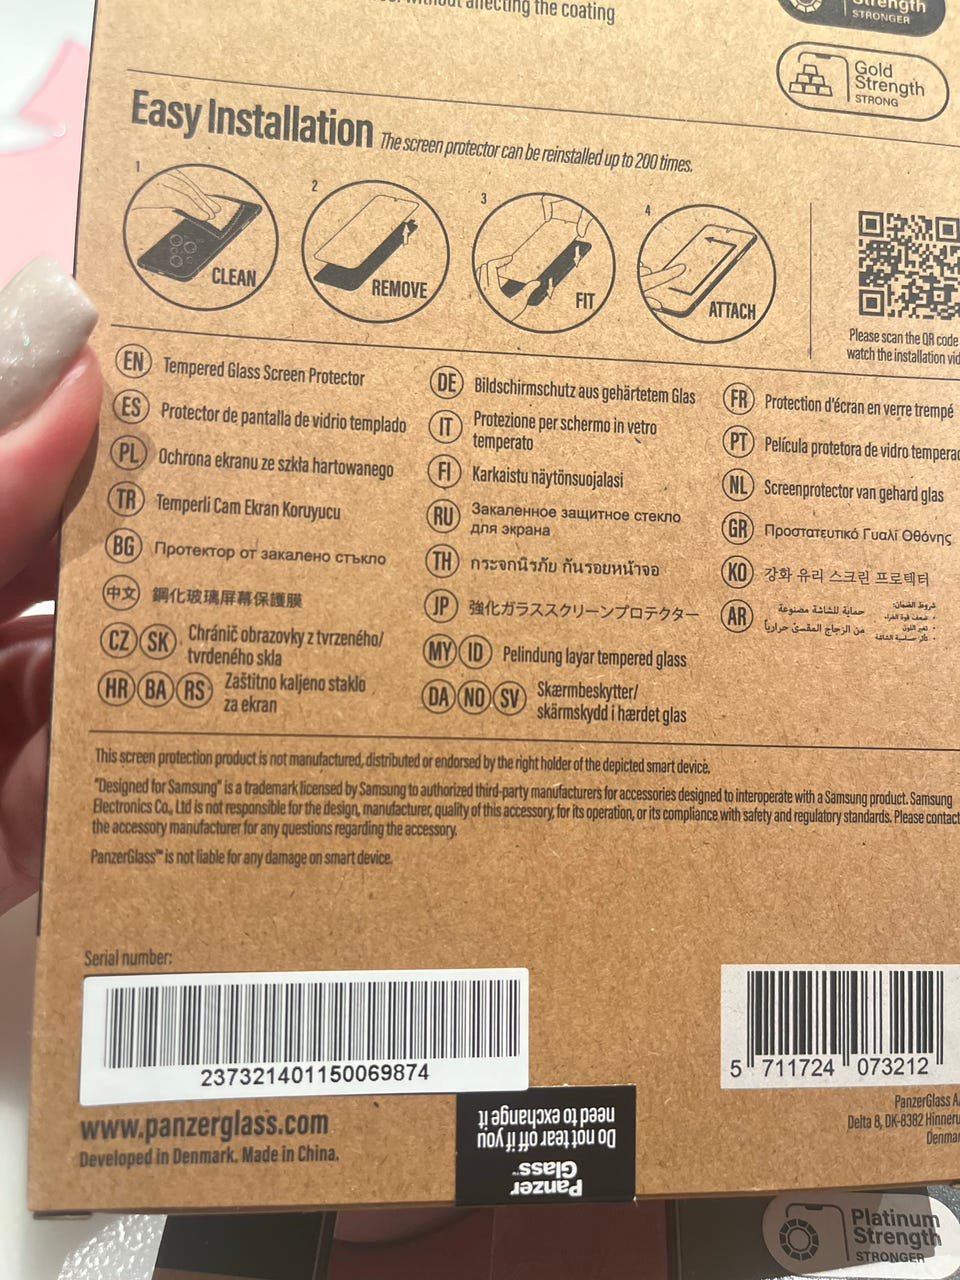 without affecting the coating
Strength
STRONGER
Gold
Strength
STRONG
Easy Installation The screen protector can be reinstalled up to 200 times.
1
CLEAN
2
REMOVE
3
FIT
4
ATTACH
Please scan the QR code
watch the installation vid
EN Tempered Glass Screen Protector
ES Protector de pantalla de vidrio templado
PL Ochrona ekranu ze szkła hartowanego
TR Temperli Cam Ekran Koruyucu
BG Протектор от закалено стъкло
中文 鋼化玻璃屏幕保護膜
CZ SK Chránič obrazovky z tvrzeného/
tvrdeného skla
HR BA RS Zaštitno kaljeno staklo
za ekran
DE Bildschirmschutz aus gehärtetem Glas
IT Protezione per schermo in vetro
temperato
FI Karkaistu näytönsuojalasi
RU Закаленное защитное стекло
для экрана
TH กระจกนิรภัย กันรอยหน้าจอ
JP 強化ガラススクリーンプロテクター
MY ID Pelindung layar tempered glass
DA NO SV Skærmbeskytter/
skärmskydd i hærdet glas
FR Protection d'écran en verre trempé
PT Película protetora de vidro temperad
NL Screenprotector van gehard glas
GR Προστατευτικό Γυαλί Οθόνης
KO 강화 유리 스크린 프로텍터
AR حماية للشاشة مصنوعة
من الزجاج المقسى حرارياً
شروط الضمان:
This screen protection product is not manufactured, distributed or endorsed by the right holder of the depicted smart device.
"Designed for Samsung" is a trademark licensed by Samsung to authorized third-party manufacturers for accessories designed to interoperate with a Samsung product. Samsung
Electronics Co., Ltd is not responsible for the design, manufacturer, quality of this accessory, for its operation, or its compliance with safety and regulatory standards. Please contact
the accessory manufacturer for any questions regarding the accessory.
PanzerGlass™ is not liable for any damage on smart device.
Serial number:
237321401150069874
5 711724 073212
www.panzerglass.com
Developed in Denmark. Made in China.
Do not tear off if you
need to exchange it
Panzer
Glass™
PanzerGlass A/
Delta 8, DK-8382 Hinneru
Denmar
Platinum
Strength
STRONGER